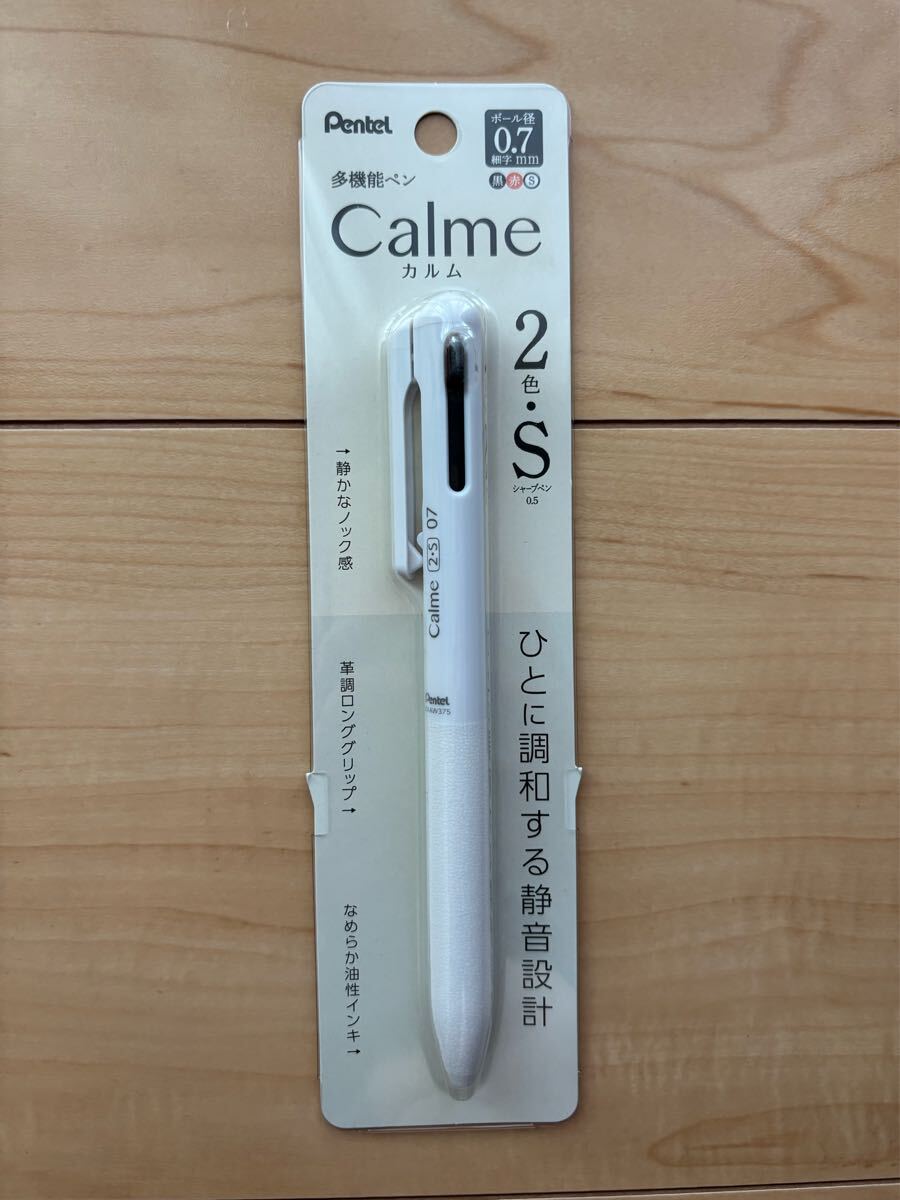 Pentel
ボール径
0.7
細字 mm
黒 赤 S
多機能ペン
Calme
カルム
2色・S
シャープペン
0.5
↑静かなノック感
革調ロンググリップ→
なめらか油性インキ→
ひとに調和する静音設計
Calme 2・S 07
Pentel